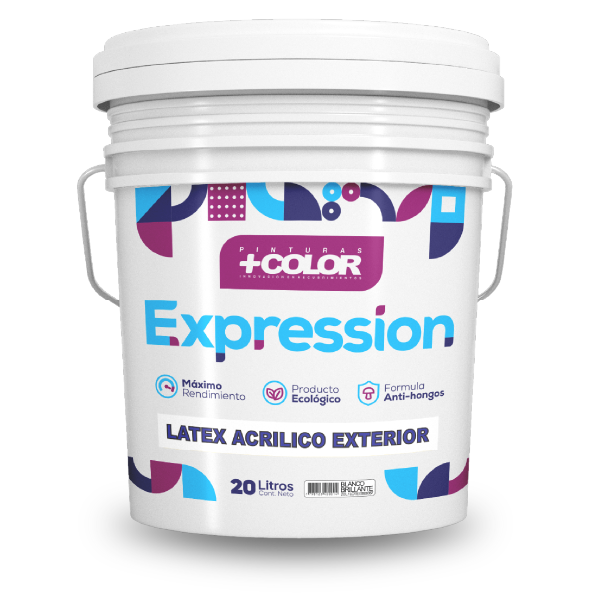 PINTURAS
+COLOR
Expression
Máximo
Rendimiento
Producto
Ecológico
Formula
Anti-hongos
LATEX ACRILICO EXTERIOR
20 Litros
Cont. Neto
BLANCO
BRILLANTE